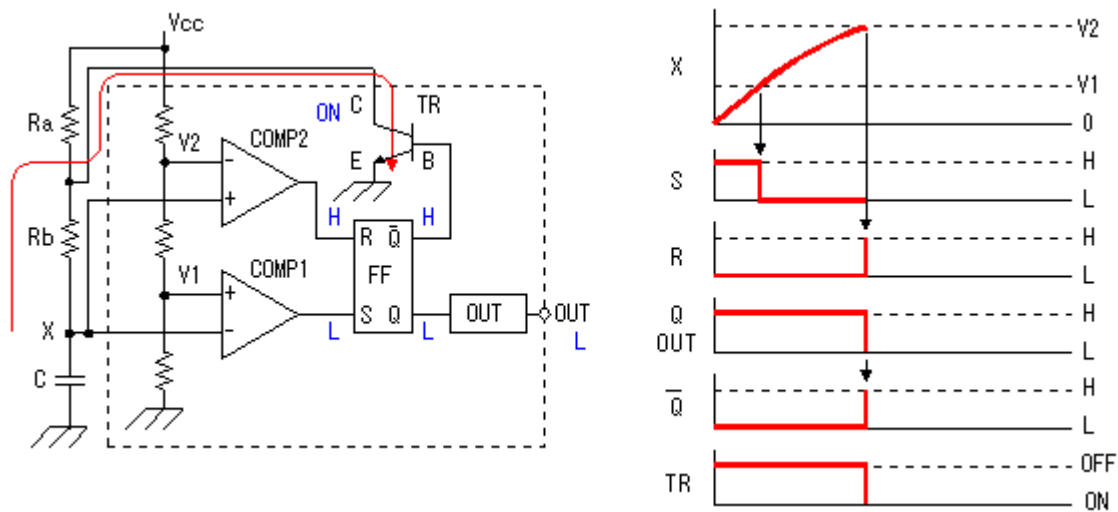 Vcc
Ra
Rb
X
C
V2
V1
COMP2
-
+
COMP1
+
-
ON
C
TR
E
B
H
H
R Q̅
FF
S Q
L
L
OUT
OUT
L
X
V2
V1
0
S
H
L
R
H
L
Q
OUT
H
L
Q̅
H
L
TR
OFF
ON